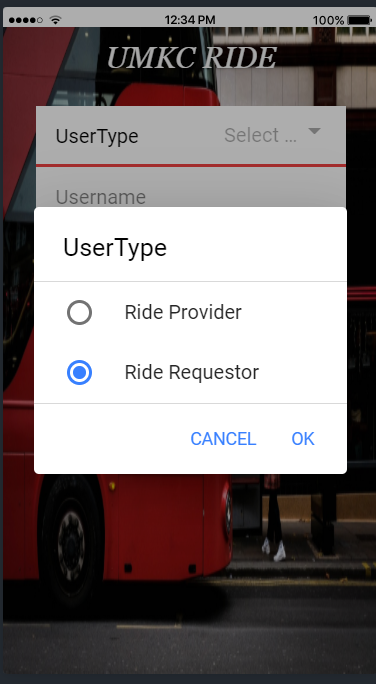 12:34 PM 100%
UMKC RIDE
UserType Select ...
Username
UserType
Ride Provider
Ride Requestor
CANCEL OK